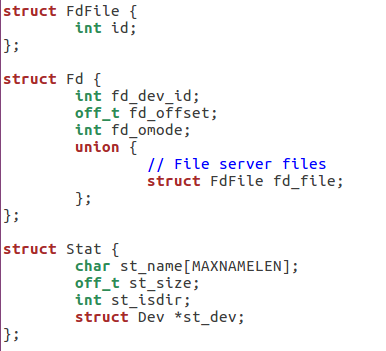 struct FdFile {
        int id;
};

struct Fd {
        int fd_dev_id;
        off_t fd_offset;
        int fd_omode;
        union {
                // File server files
                struct FdFile fd_file;
        };
};

struct Stat {
        char st_name[MAXNAMELEN];
        off_t st_size;
        int st_isdir;
        struct Dev *st_dev;
};